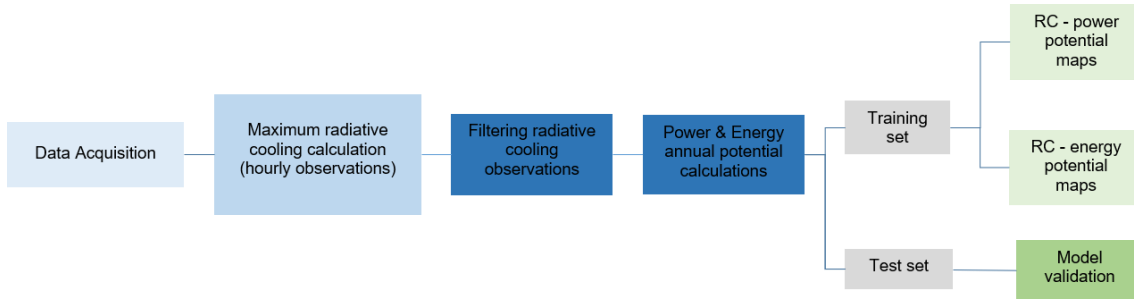 Data Acquisition
Maximum radiative
cooling calculation
(hourly observations)
Filtering radiative
cooling
observations
Power & Energy
annual potential
calculations
Training
set
Test set
RC - power
potential
maps
RC - energy
potential
maps
Model
validation